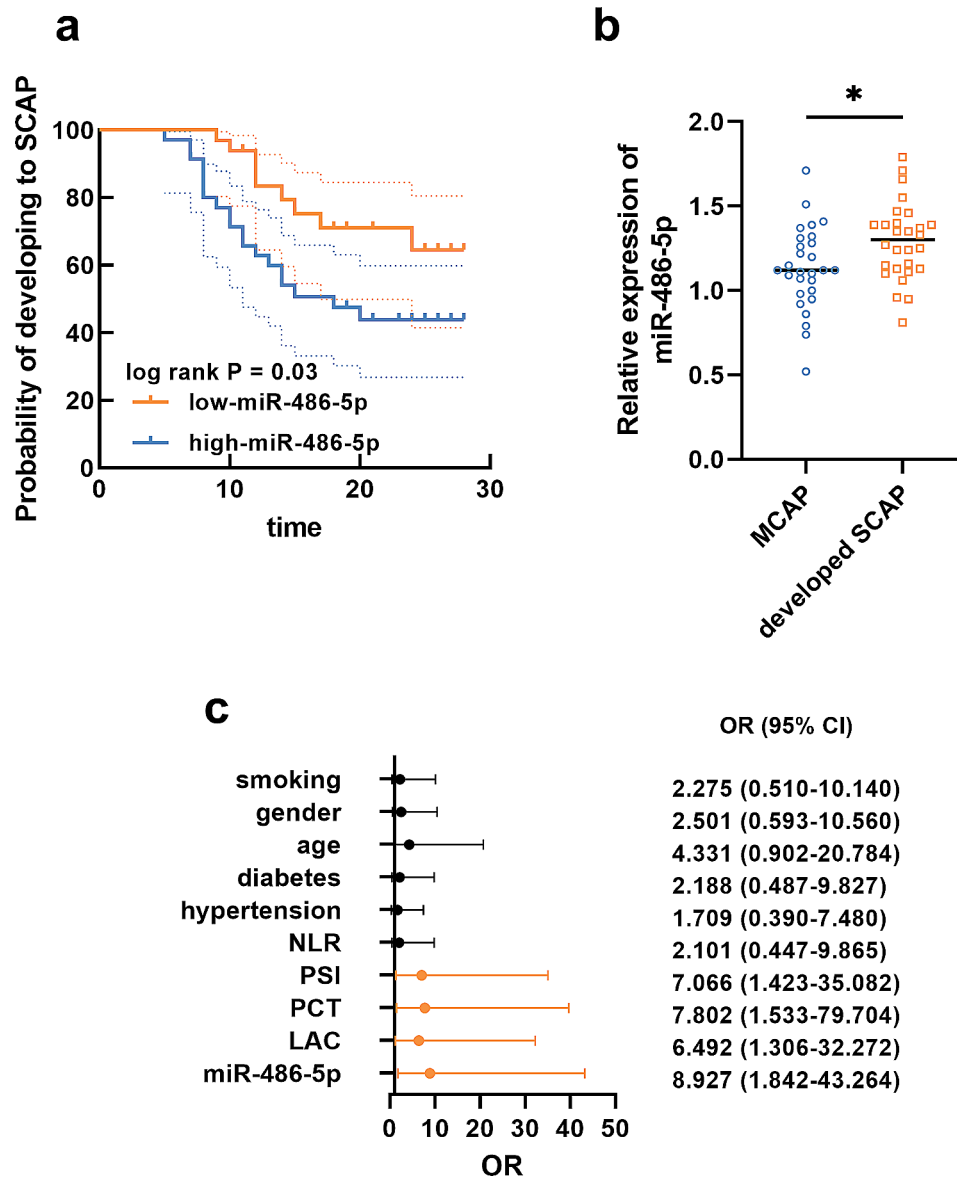 a
Probability of developing to SCAP
100
80
60
40
20
0
log rank P = 0.03
low-miR-486-5p
high-miR-486-5p
0 10 20 30
time
b
*
Relative expression of
miR-486-5p
2.0
1.5
1.0
0.5
0.0
MCAP
developed SCAP
c
OR (95% CI)
smoking 2.275 (0.510-10.140)
gender 2.501 (0.593-10.560)
age 4.331 (0.902-20.784)
diabetes 2.188 (0.487-9.827)
hypertension 1.709 (0.390-7.480)
NLR 2.101 (0.447-9.865)
PSI 7.066 (1.423-35.082)
PCT 7.802 (1.533-79.704)
LAC 6.492 (1.306-32.272)
miR-486-5p 8.927 (1.842-43.264)
0 10 20 30 40 50
OR